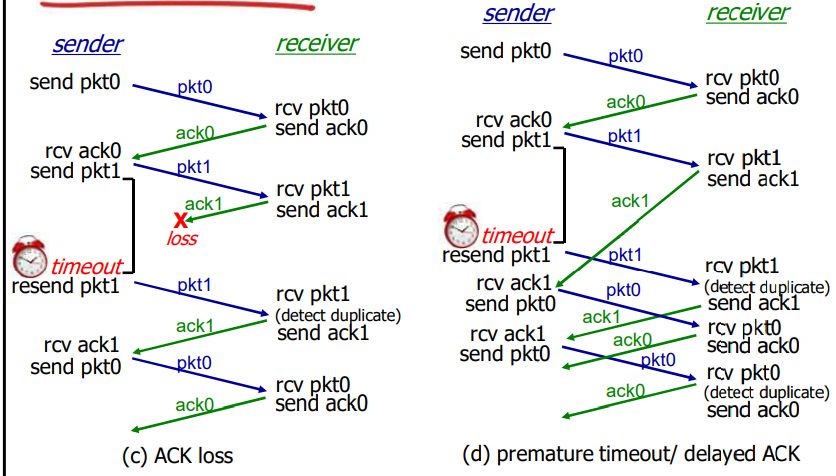 sender
receiver
send pkt0
pkt0
rcv pkt0
send ack0
ack0
rcv ack0
send pkt1
pkt1
rcv pkt1
send ack1
ack1
X
loss
timeout
resend pkt1
pkt1
rcv pkt1
(detect duplicate)
send ack1
ack1
rcv ack1
send pkt0
pkt0
rcv pkt0
send ack0
ack0
(c) ACK loss
sender
receiver
send pkt0
pkt0
rcv pkt0
send ack0
ack0
rcv ack0
send pkt1
pkt1
rcv pkt1
send ack1
ack1
timeout
resend pkt1
pkt1
rcv pkt1
(detect duplicate)
send ack1
rcv ack1
send pkt0
pkt0
ack1
rcv pkt0
send ack0
rcv ack1
send pkt0
ack0
pkt0
rcv pkt0
(detect duplicate)
send ack0
ack0
(d) premature timeout/ delayed ACK